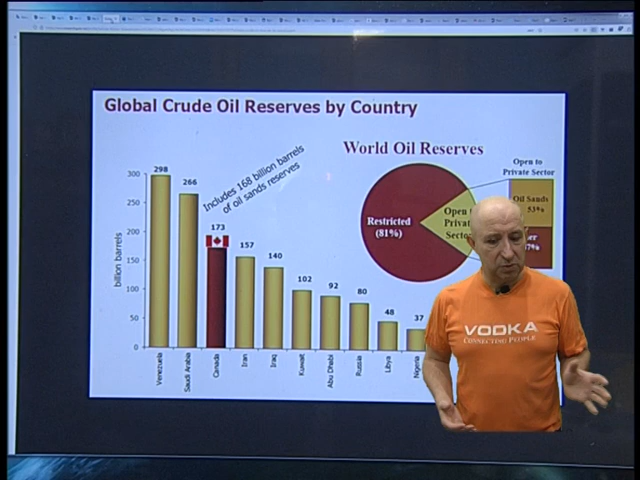 Global Crude Oil Reserves by Country
World Oil Reserves
Includes 168 billion barrels
of oil sands reserves
Open to
Private Sector
Restricted
(81%)
Open
Oil Sands
53%
billion barrels
300
250
200
150
100
50
0
298
266
173
157
140
102
92
80
48
37
Venezuela
Saudi Arabia
Canada
Iran
Iraq
Kuwait
Abu Dhabi
Russia
Libya
Nigeria
VODKA
CONNECTING PEOPLE